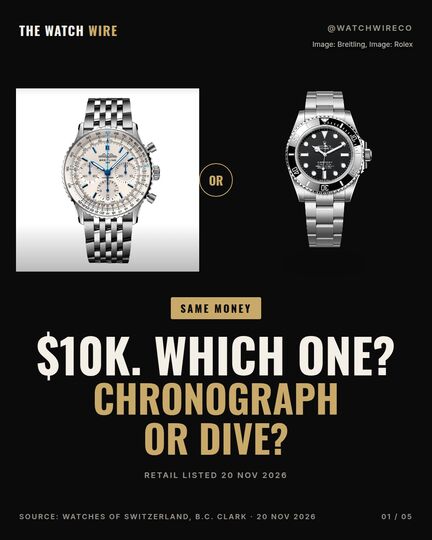 THE WATCH WIRE
@WATCHWIRECO
Image: Breitling, Image: Rolex
OR
SAME MONEY
$10K. WHICH ONE?
CHRONOGRAPH
OR DIVE?
RETAIL LISTED 20 NOV 2026
SOURCE: WATCHES OF SWITZERLAND, B.C. CLARK · 20 NOV 2026
01 / 05